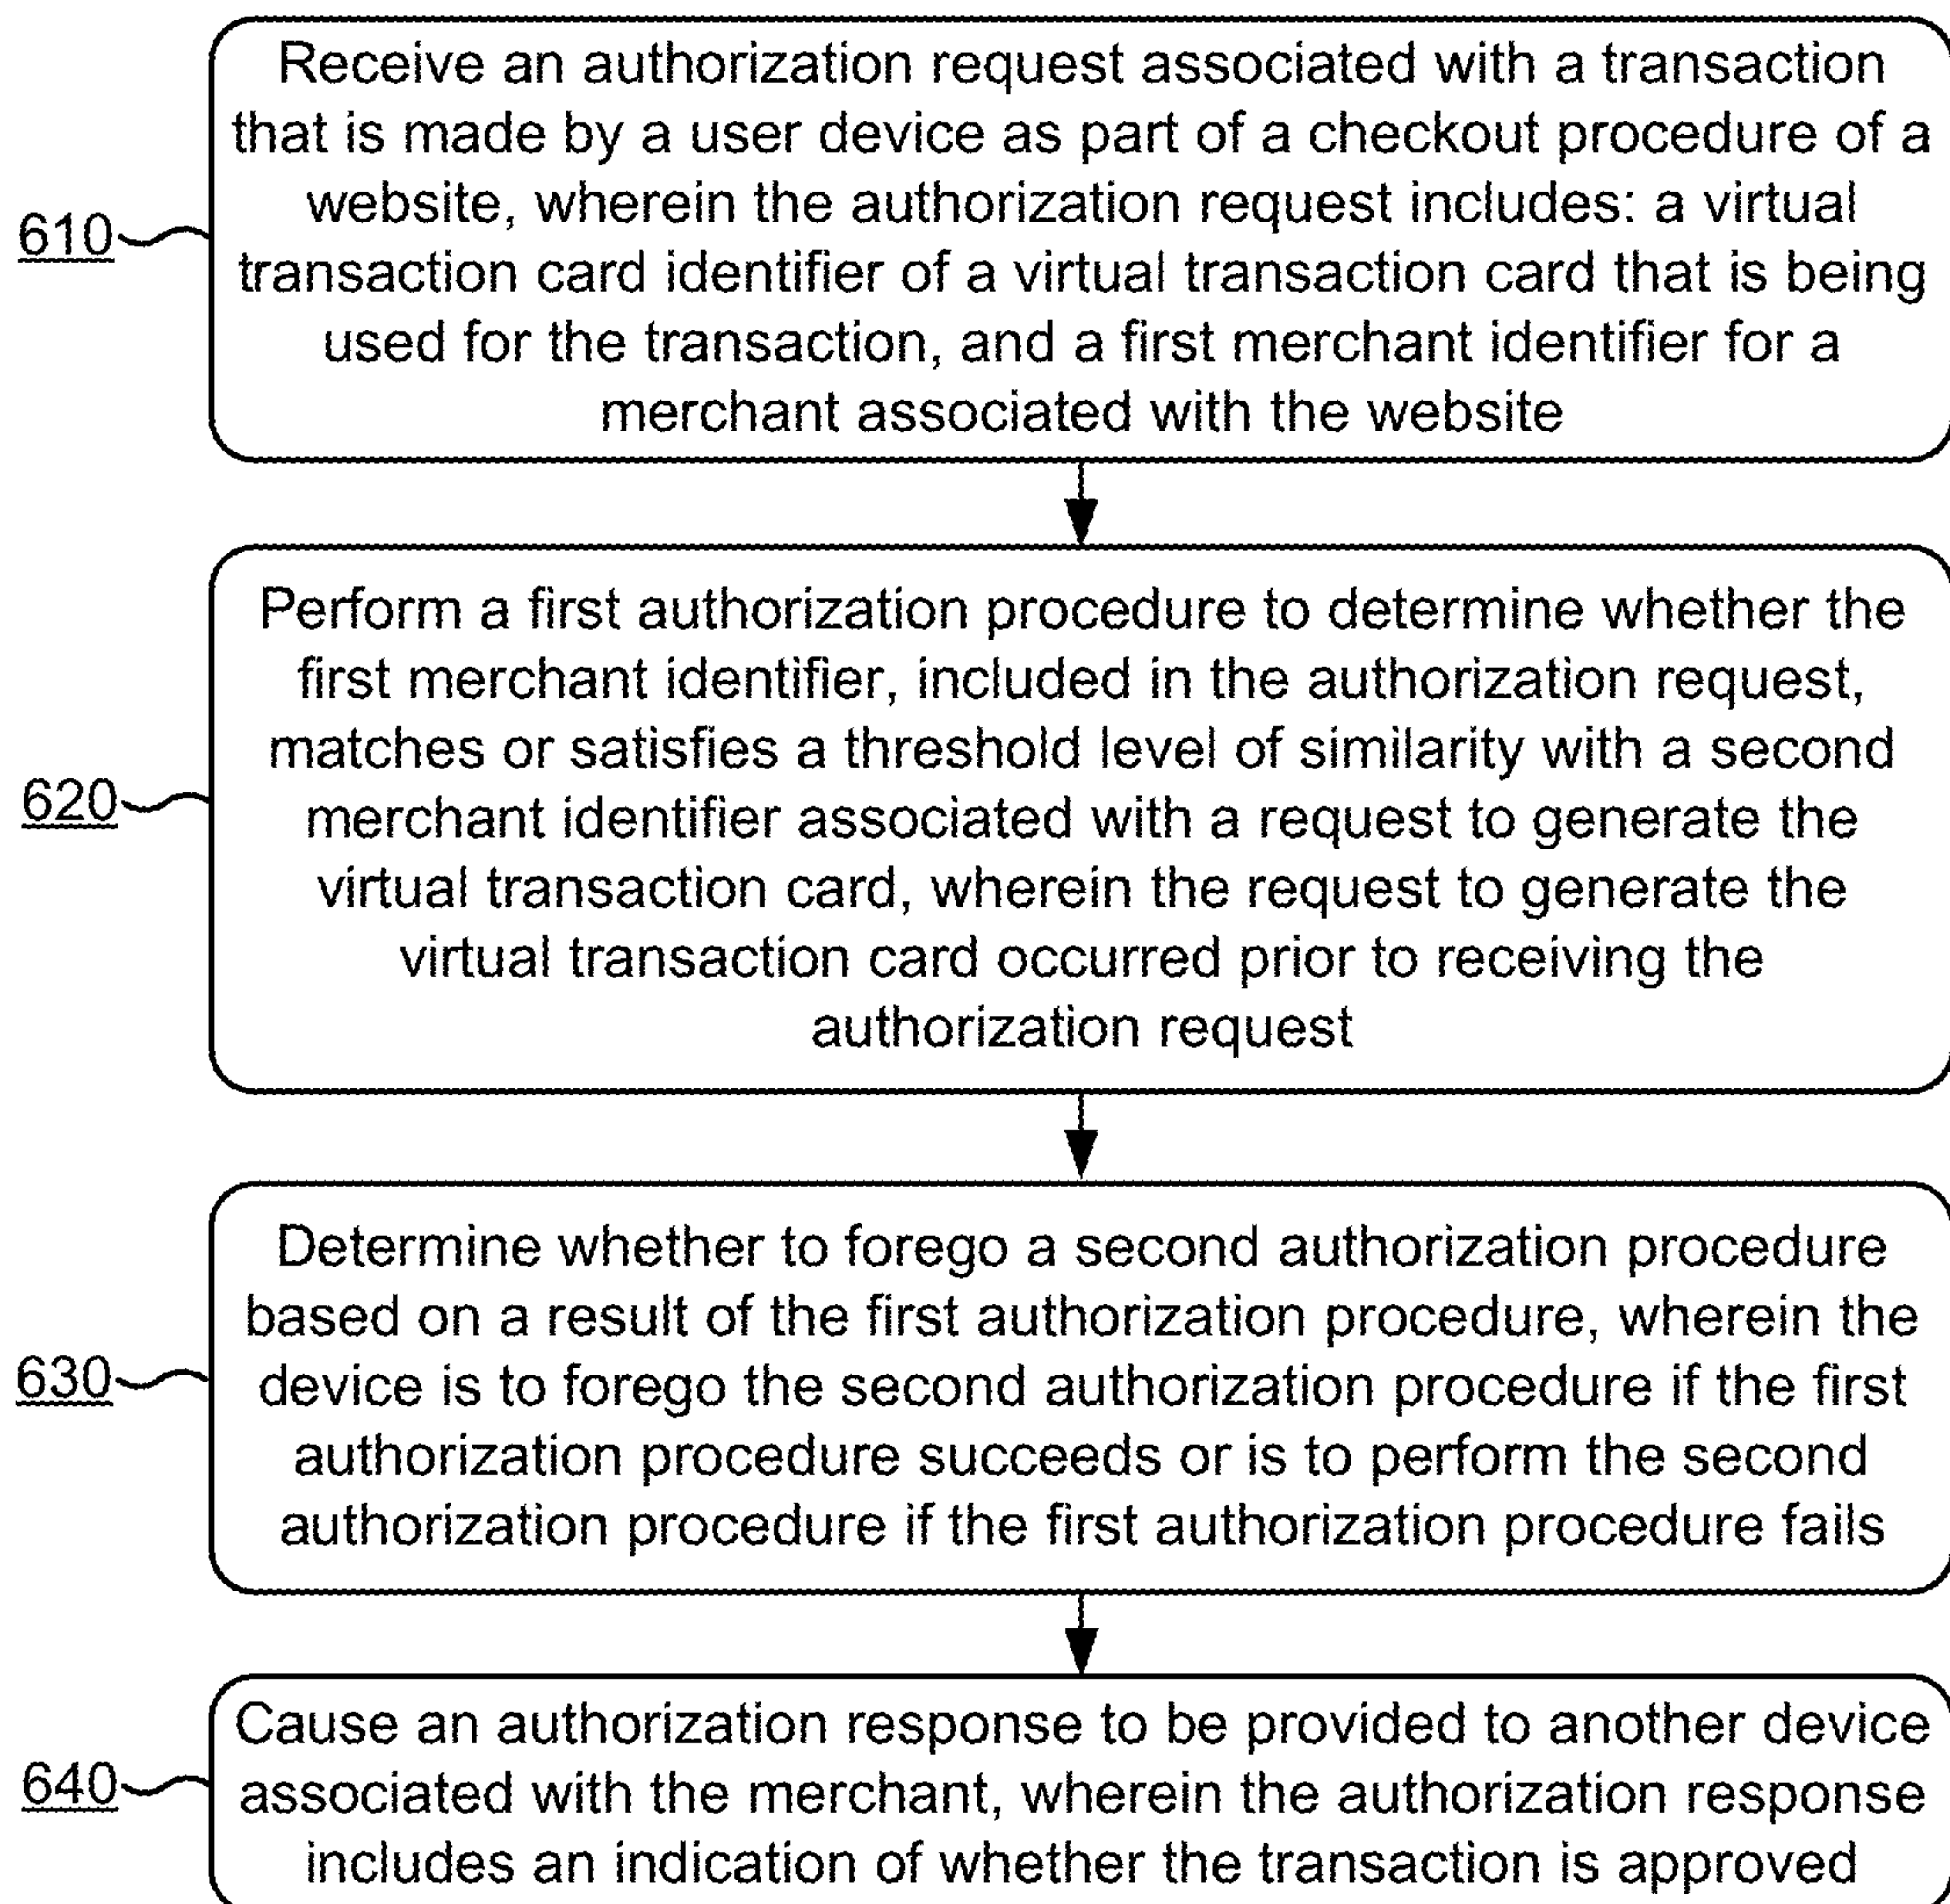 Receive an authorization request associated with a transaction
that is made by a user device as part of a checkout procedure of a
website, wherein the authorization request includes: a virtual
transaction card identifier of a virtual transaction card that is being
used for the transaction, and a first merchant identifier for a
merchant associated with the website
610
Perform a first authorization procedure to determine whether the
first merchant identifier, included in the authorization request,
matches or satisfies a threshold level of similarity with a second
merchant identifier associated with a request to generate the
virtual transaction card, wherein the request to generate the
virtual transaction card occurred prior to receiving the
authorization request
620
Determine whether to forego a second authorization procedure
based on a result of the first authorization procedure, wherein the
device is to forego the second authorization procedure if the first
authorization procedure succeeds or is to perform the second
authorization procedure if the first authorization procedure fails
630
Cause an authorization response to be provided to another device
associated with the merchant, wherein the authorization response
includes an indication of whether the transaction is approved
640